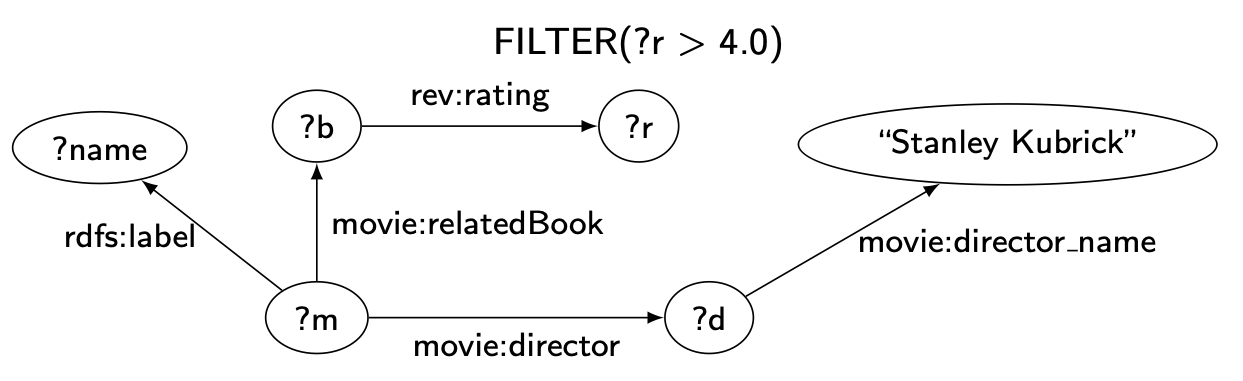 FILTER(?r > 4.0)
rev:rating
?name
?b
?r
“Stanley Kubrick”
rdfs:label
movie:relatedBook
movie:director_name
?m
?d
movie:director